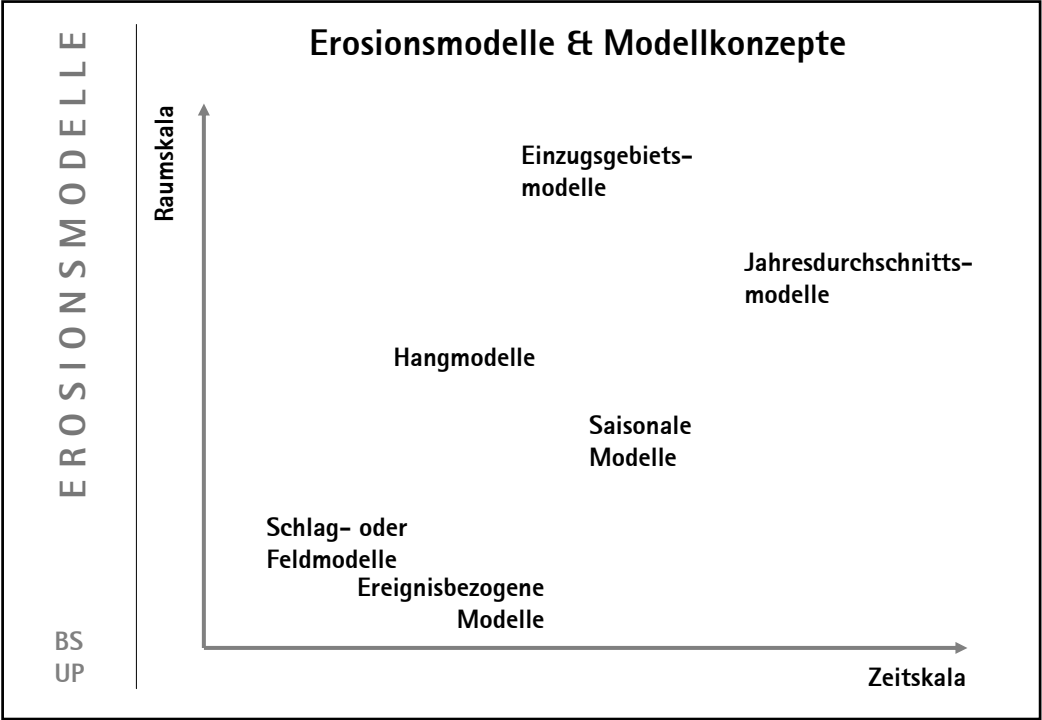 EROSIONSMODELLE
BS
UP
Erosionsmodelle & Modellkonzepte
Raumskala
Einzugsgebiets-
modelle
Jahresdurchschnitts-
modelle
Hangmodelle
Saisonale
Modelle
Schlag- oder
Feldmodelle
Ereignisbezogene
Modelle
Zeitskala